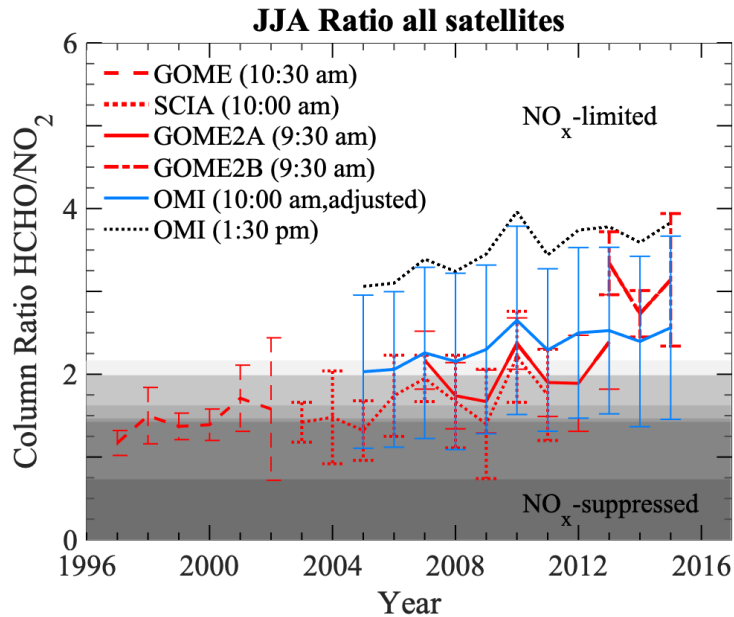 JJA Ratio all satellites
6
GOME (10:30 am)
SCIA (10:00 am)
GOME2A (9:30 am)
GOME2B (9:30 am)
OMI (10:00 am,adjusted)
OMI (1:30 pm)
NOₓ-limited
4
2
NOₓ-suppressed
0
Column Ratio HCHO/NO₂
1996 2000 2004 2008 2012 2016
Year